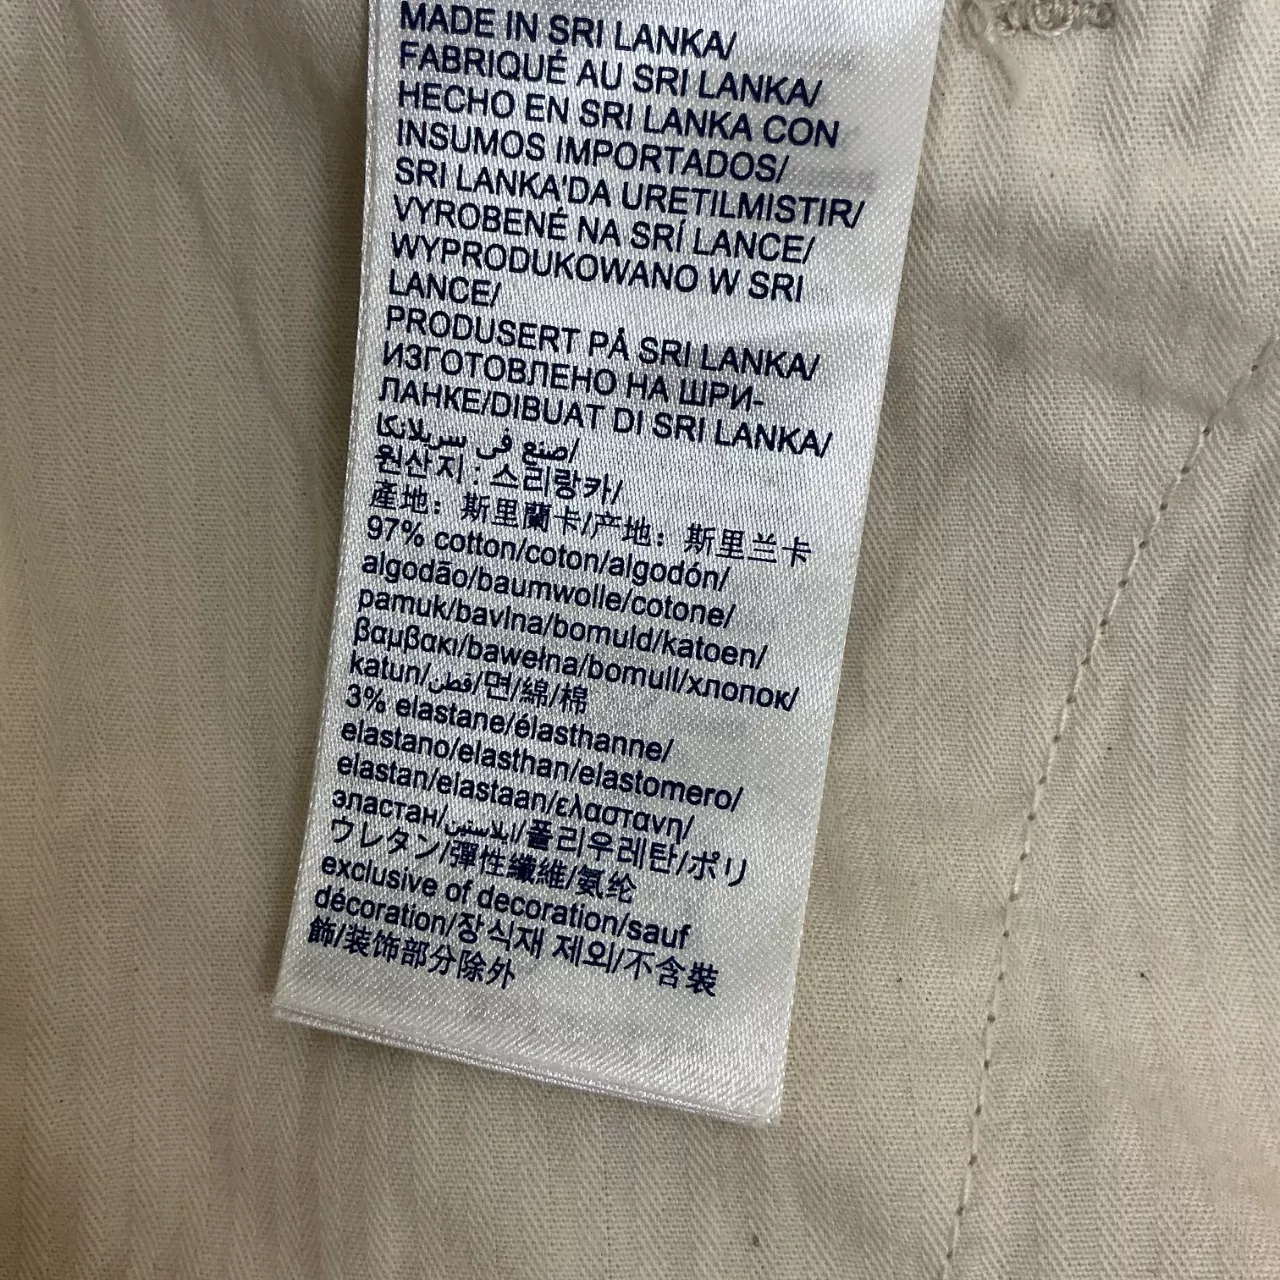 MADE IN SRI LANKA/
FABRIQUÉ AU SRI LANKA/
HECHO EN SRI LANKA CON
INSUMOS IMPORTADOS/
SRI LANKA'DA URETILMISTIR/
VYROBENÉ NA SRÍ LANCE/
WYPRODUKOWANO W SRI
LANCE/
PRODUSERT PÅ SRI LANKA/
ИЗГОТОВЛЕНО НА ШРИ-
ЛАНКЕ/DIBUAT DI SRI LANKA/
صنع في سريلانكا/
원산지 : 스리랑카/
產地：斯里蘭卡/产地：斯里兰卡
97% cotton/coton/algodón/
algodão/baumwolle/cotone/
pamuk/bavlna/bomuld/katoen/
βαμβακι/bawełna/bomull/хлопок/
katun/قطن/면/綿/棉
3% elastane/élasthanne/
elastano/elasthan/elastomero/
elastan/elastaan/ελαστανη/
эластан/ايلاستين/폴리우레탄/ポリ
ウレタン/彈性纖維/氨纶
exclusive of decoration/sauf
décoration/장식재 제외/不含裝
飾/装饰部分除外